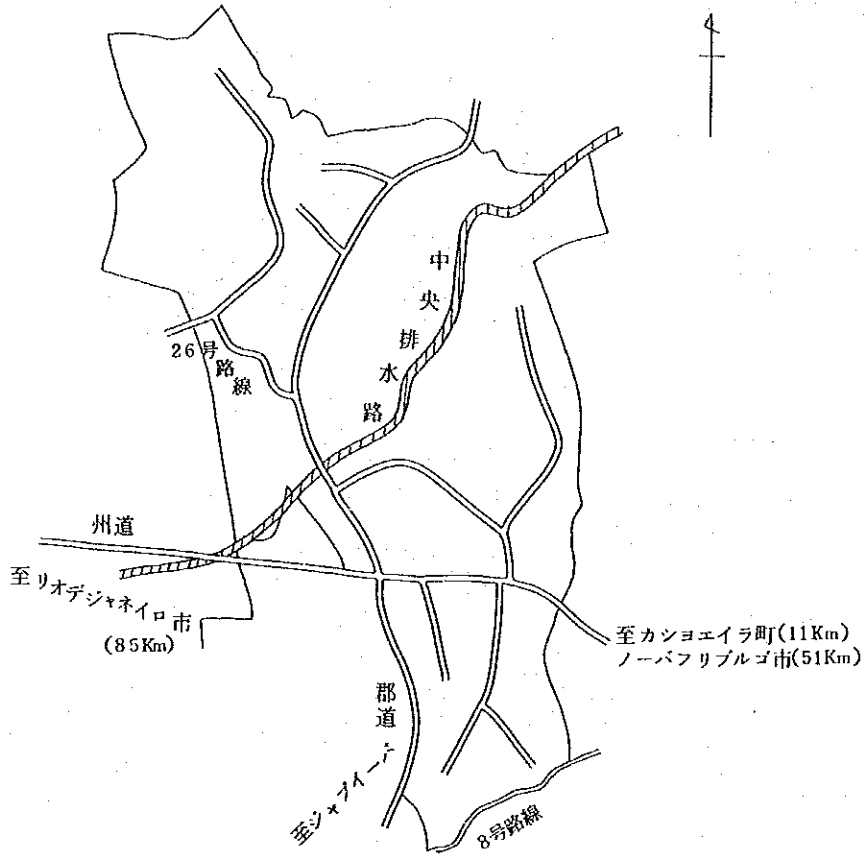 中央排水路
26号路線
州道
至リオデジャネイロ市
(85Km)
至カショエイラ町(11Km)
ノーバフリブルゴ市(51Km)
郡道
至ジャプイーバ
8号路線